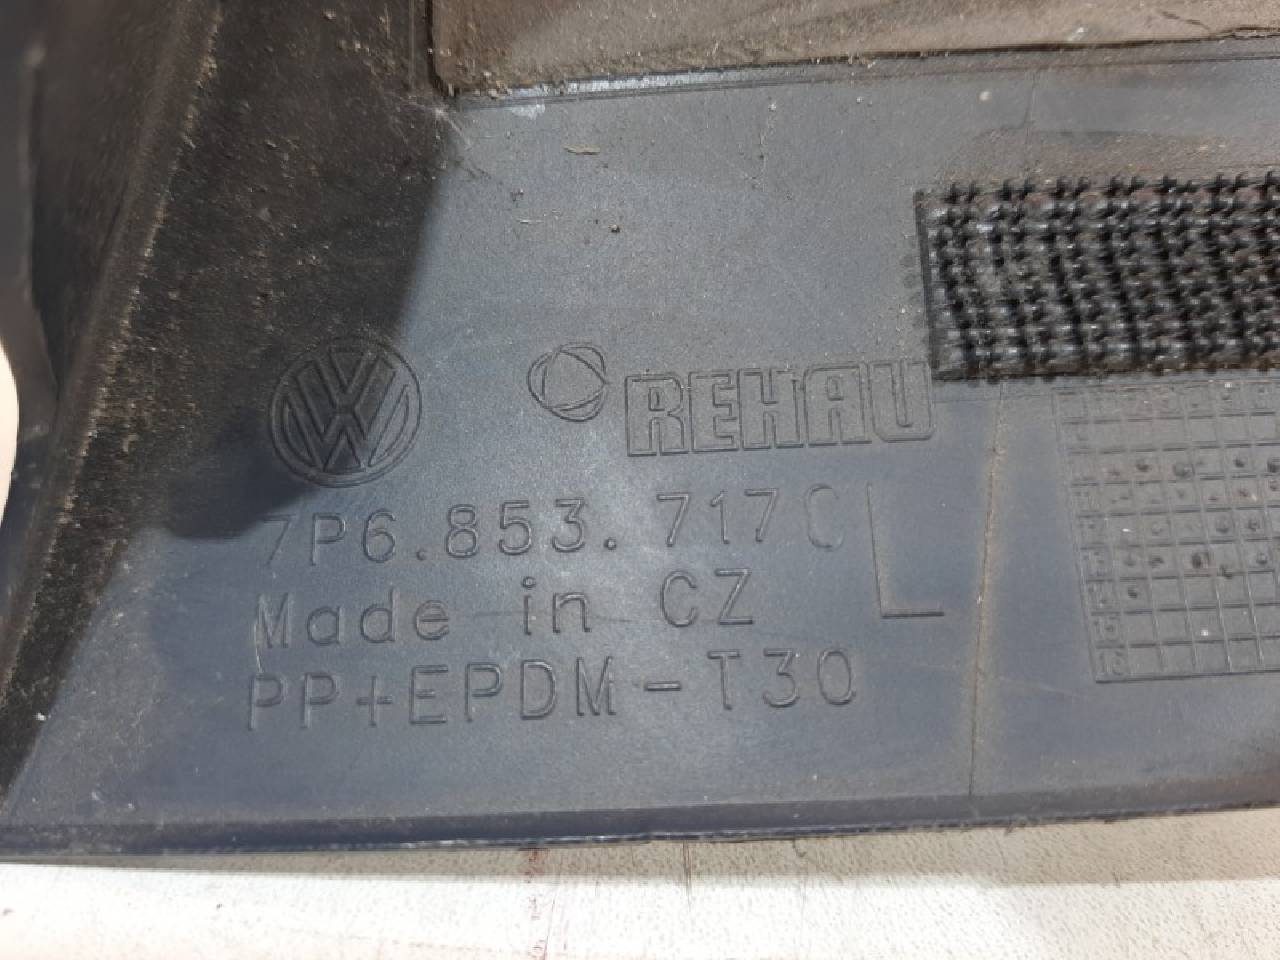 REHAU
7P6.853.717C L
Made in CZ
PP+EPDM-T30